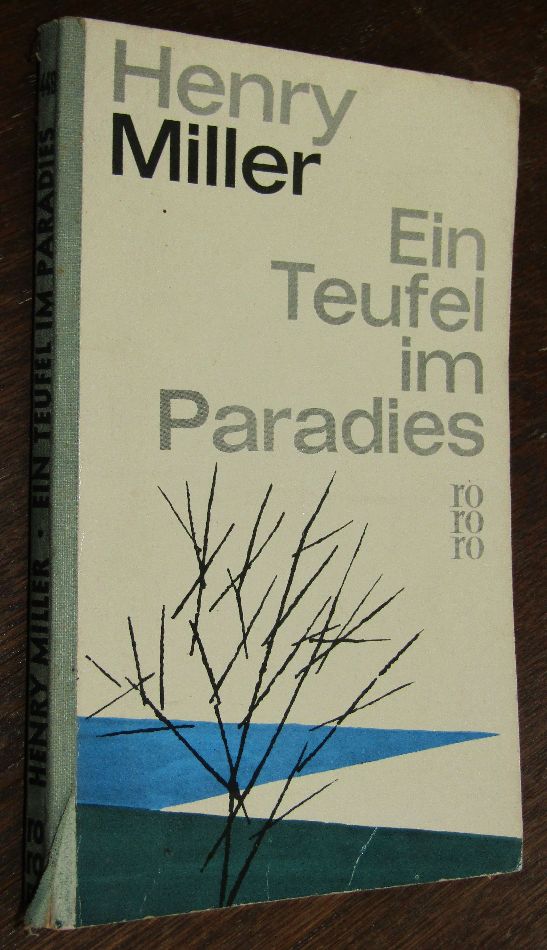 Henry
Miller
Ein
Teufel
im
Paradies
ro
ro
ro
HENRY MILLER · EIN TEUFEL IM PARADIES